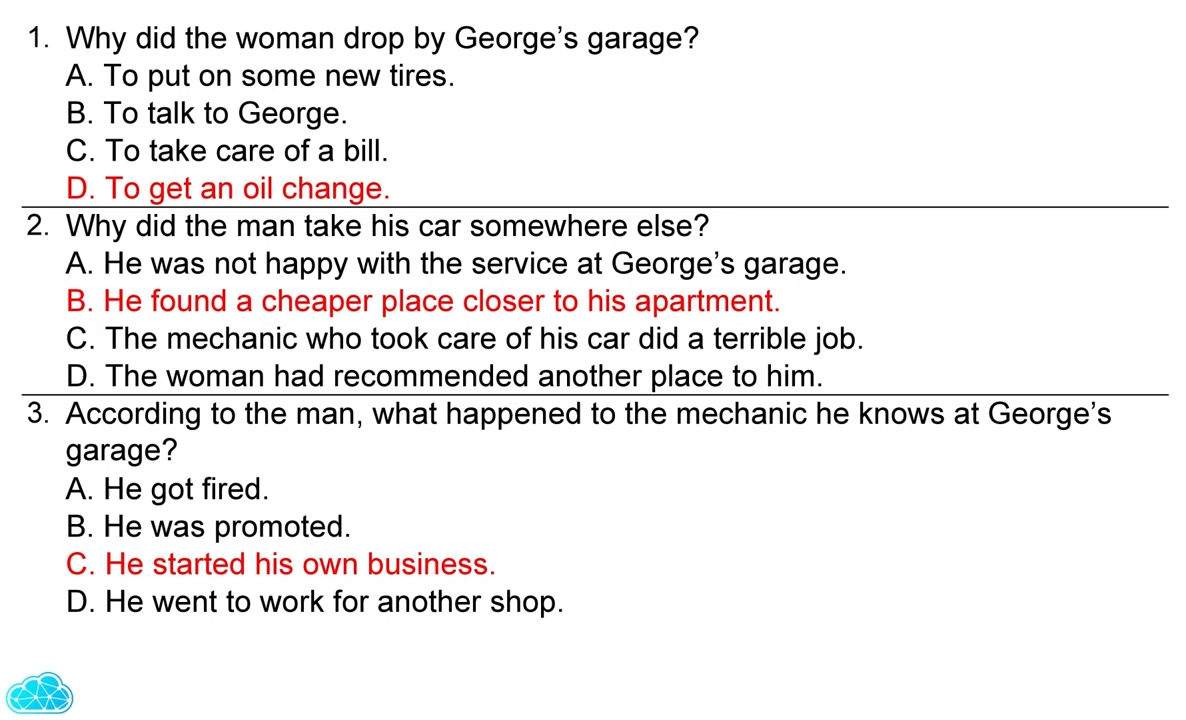 1. Why did the woman drop by George’s garage?
A. To put on some new tires.
B. To talk to George.
C. To take care of a bill.
D. To get an oil change.
2. Why did the man take his car somewhere else?
A. He was not happy with the service at George’s garage.
B. He found a cheaper place closer to his apartment.
C. The mechanic who took care of his car did a terrible job.
D. The woman had recommended another place to him.
3. According to the man, what happened to the mechanic he knows at George’s
garage?
A. He got fired.
B. He was promoted.
C. He started his own business.
D. He went to work for another shop.